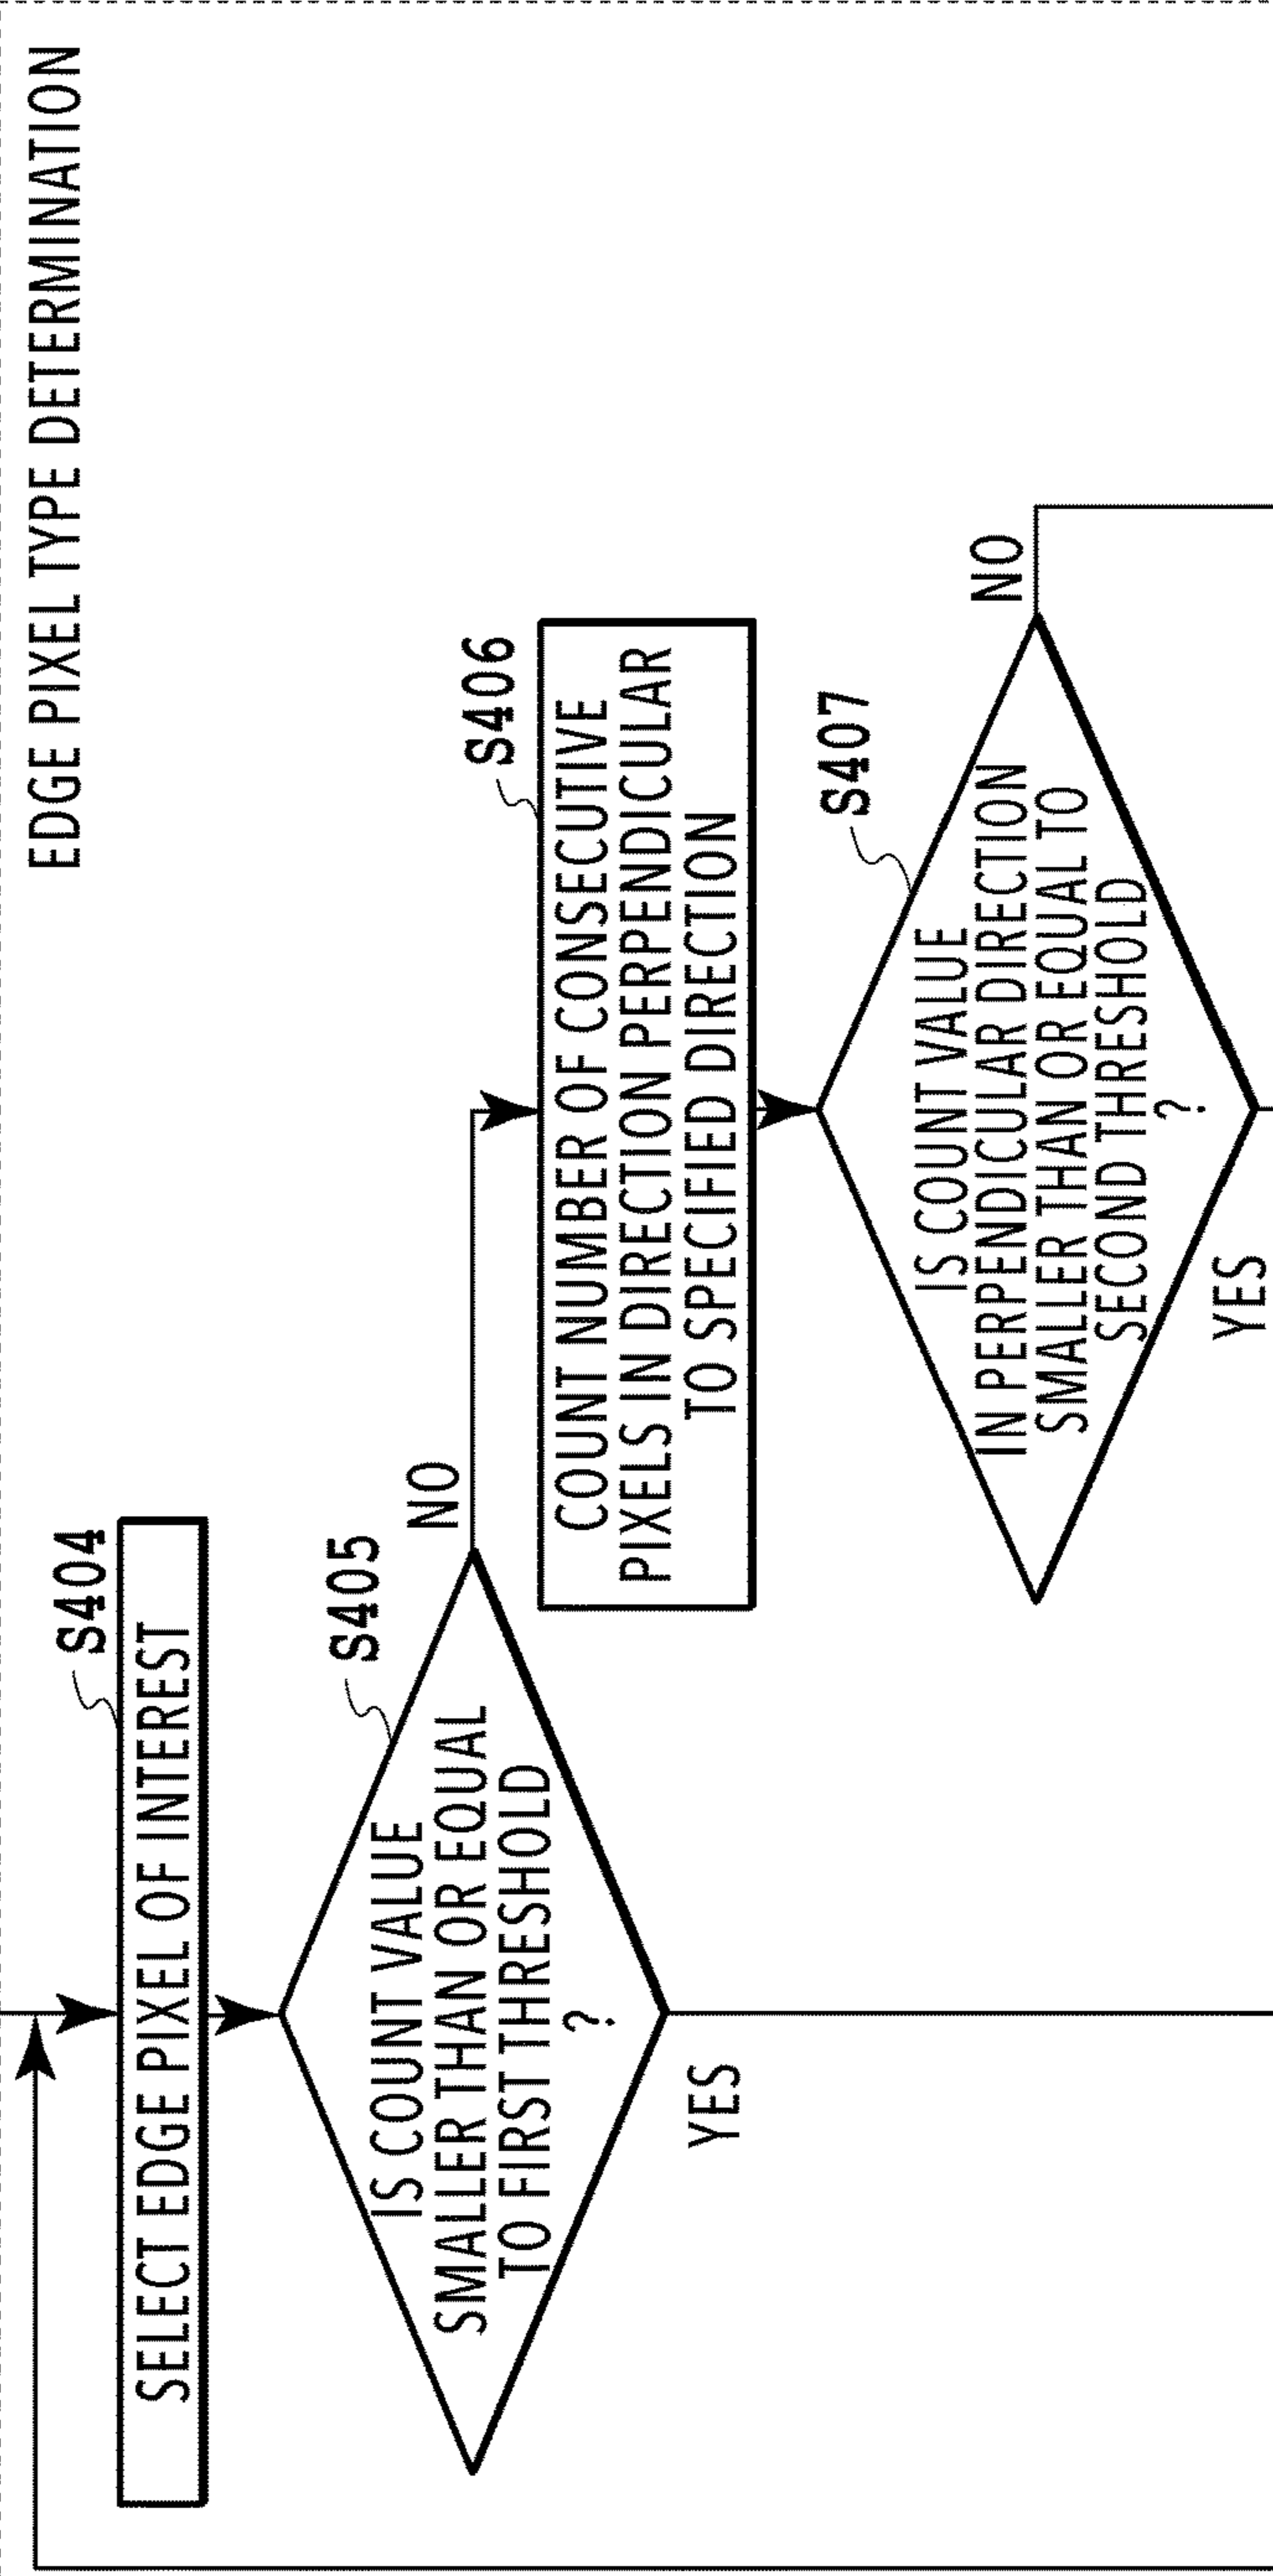 EDGE PIXEL TYPE DETERMINATION
S404
SELECT EDGE PIXEL OF INTEREST
S405
IS COUNT VALUE
SMALLER THAN OR EQUAL
TO FIRST THRESHOLD
?
NO
YES
S406
COUNT NUMBER OF CONSECUTIVE
PIXELS IN DIRECTION PERPENDICULAR
TO SPECIFIED DIRECTION
S407
IS COUNT VALUE
IN PERPENDICULAR DIRECTION
SMALLER THAN OR EQUAL TO
SECOND THRESHOLD
?
NO
YES